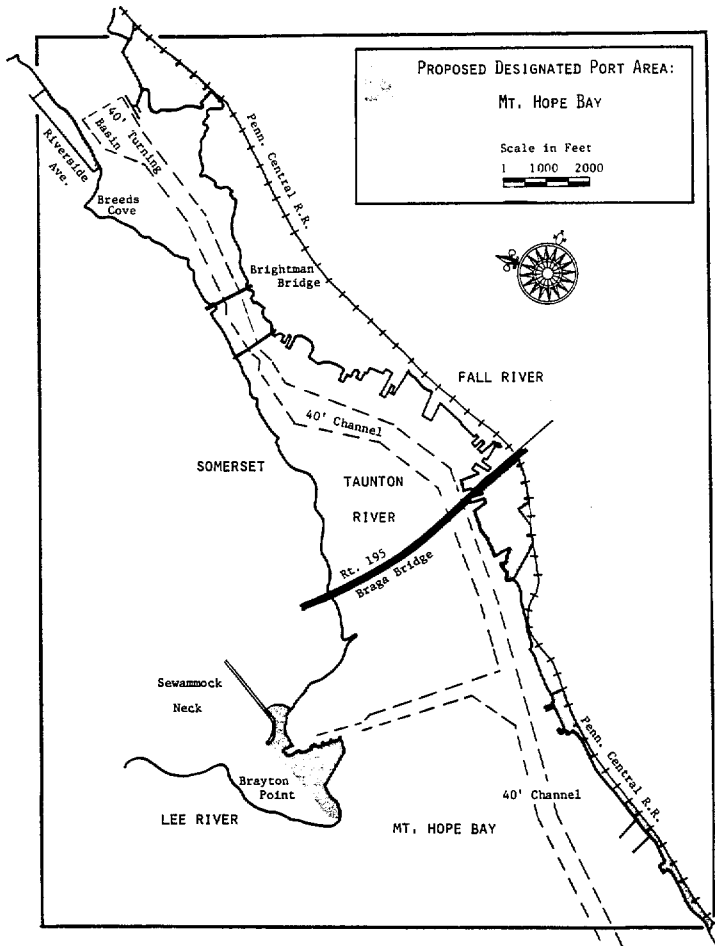 PROPOSED DESIGNATED PORT AREA:
MT. HOPE BAY
Scale in Feet
1 1000 2000
40' Turning
Basin
Riverside
Ave.
Penn. Central R.R.
Breeds
Cove
Brightman
Bridge
FALL RIVER
40' Channel
SOMERSET
TAUNTON
RIVER
Rt. 195
Braga Bridge
Sewammock
Neck
Penn. Central R.R.
Brayton
Point
40' Channel
LEE RIVER
MT. HOPE BAY